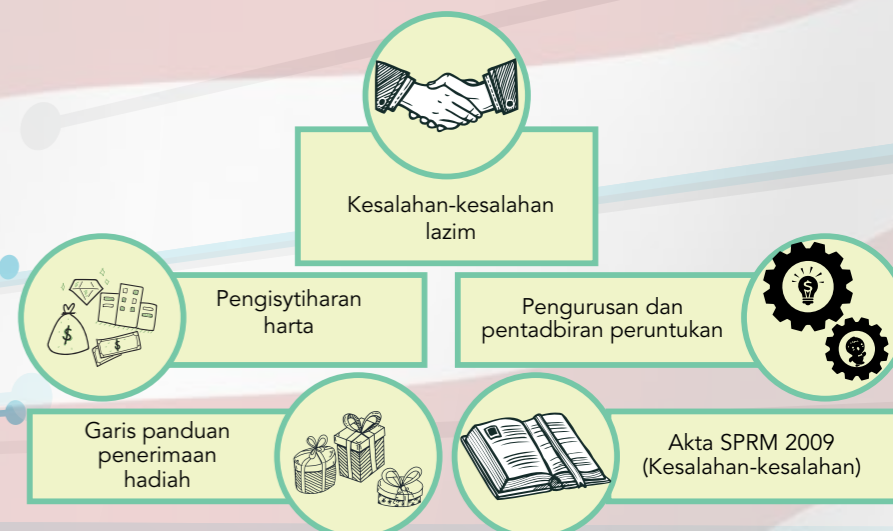 Kesalahan-kesalahan
lazim
Pengisytiharan
harta
Pengurusan dan
pentadbiran peruntukan
Garis panduan
penerimaan
hadiah
Akta SPRM 2009
(Kesalahan-kesalahan)